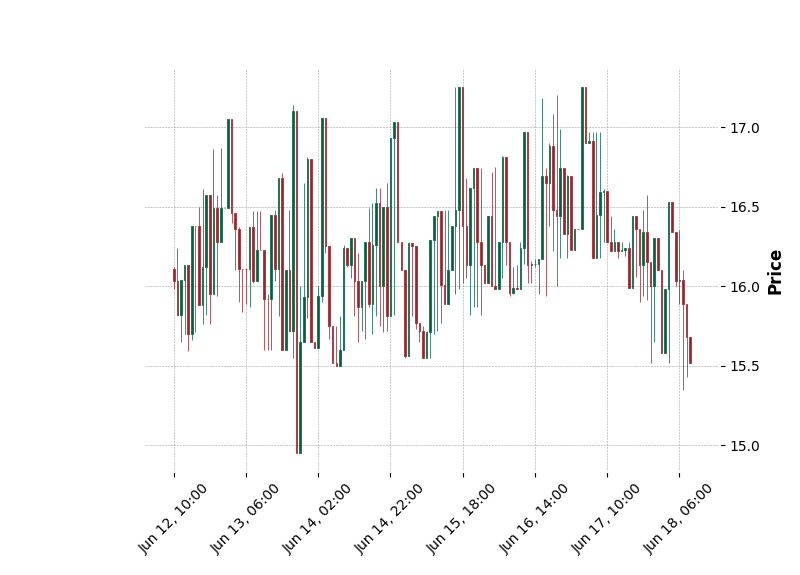 17.0
16.5
16.0
15.5
15.0
Price
Jun 12, 10:00
Jun 13, 06:00
Jun 14, 02:00
Jun 14, 22:00
Jun 15, 18:00
Jun 16, 14:00
Jun 17, 10:00
Jun 18, 06:00